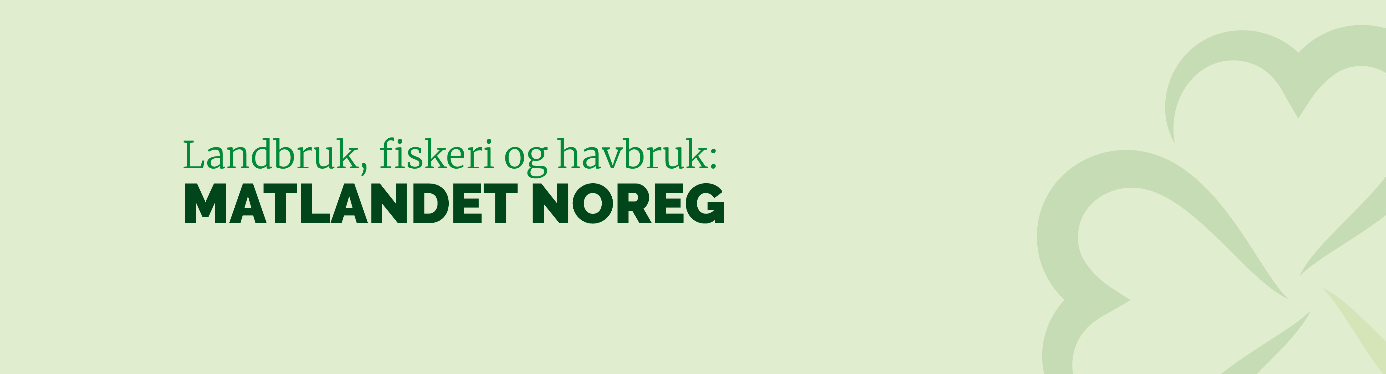 Landbruk, fiskeri og havbruk:
MATLANDET NOREG